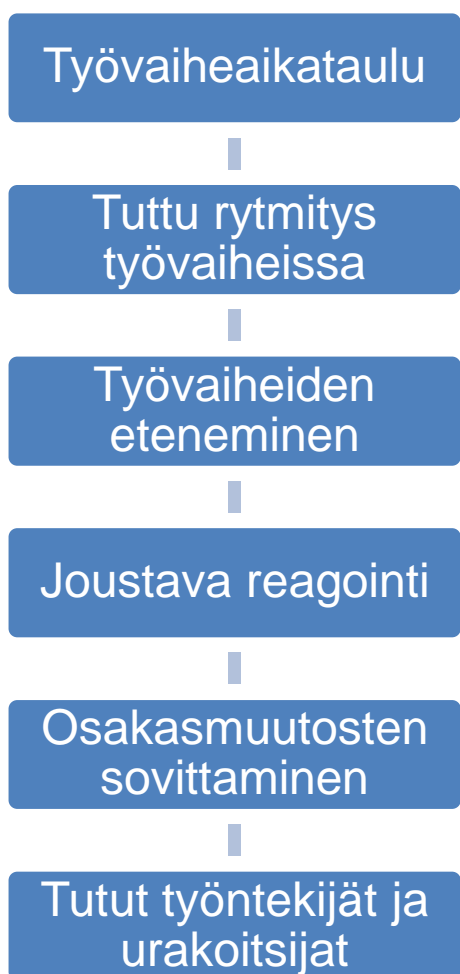 Työvaiheaikataulu
Tuttu rytmitys
työvaiheissa
Työvaiheiden
eteneminen
Joustava reagointi
Osakasmuutosten
sovittaminen
Tutut työntekijät ja
urakoitsijat